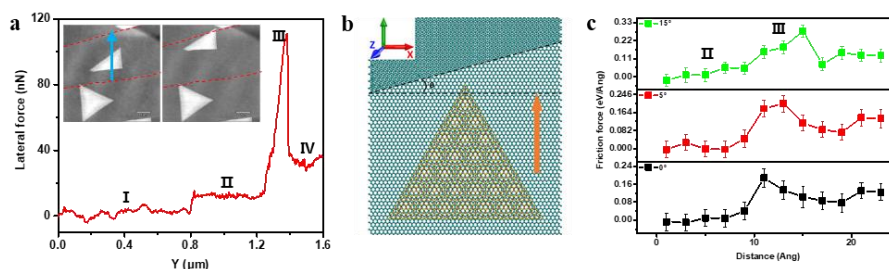 a
Lateral force (nN)
120
80
40
0
I
II
III
IV
0.0 0.4 0.8 1.2 1.6
Y (μm)
b
Z
X
θ
c
Friction force (eV/Ang)
0.33
0.22
0.11
0.00
15°
II
III
0.246
0.164
0.082
0.000
5°
0.24
0.16
0.08
0.00
0°
0 10 20
Distance (Ang)